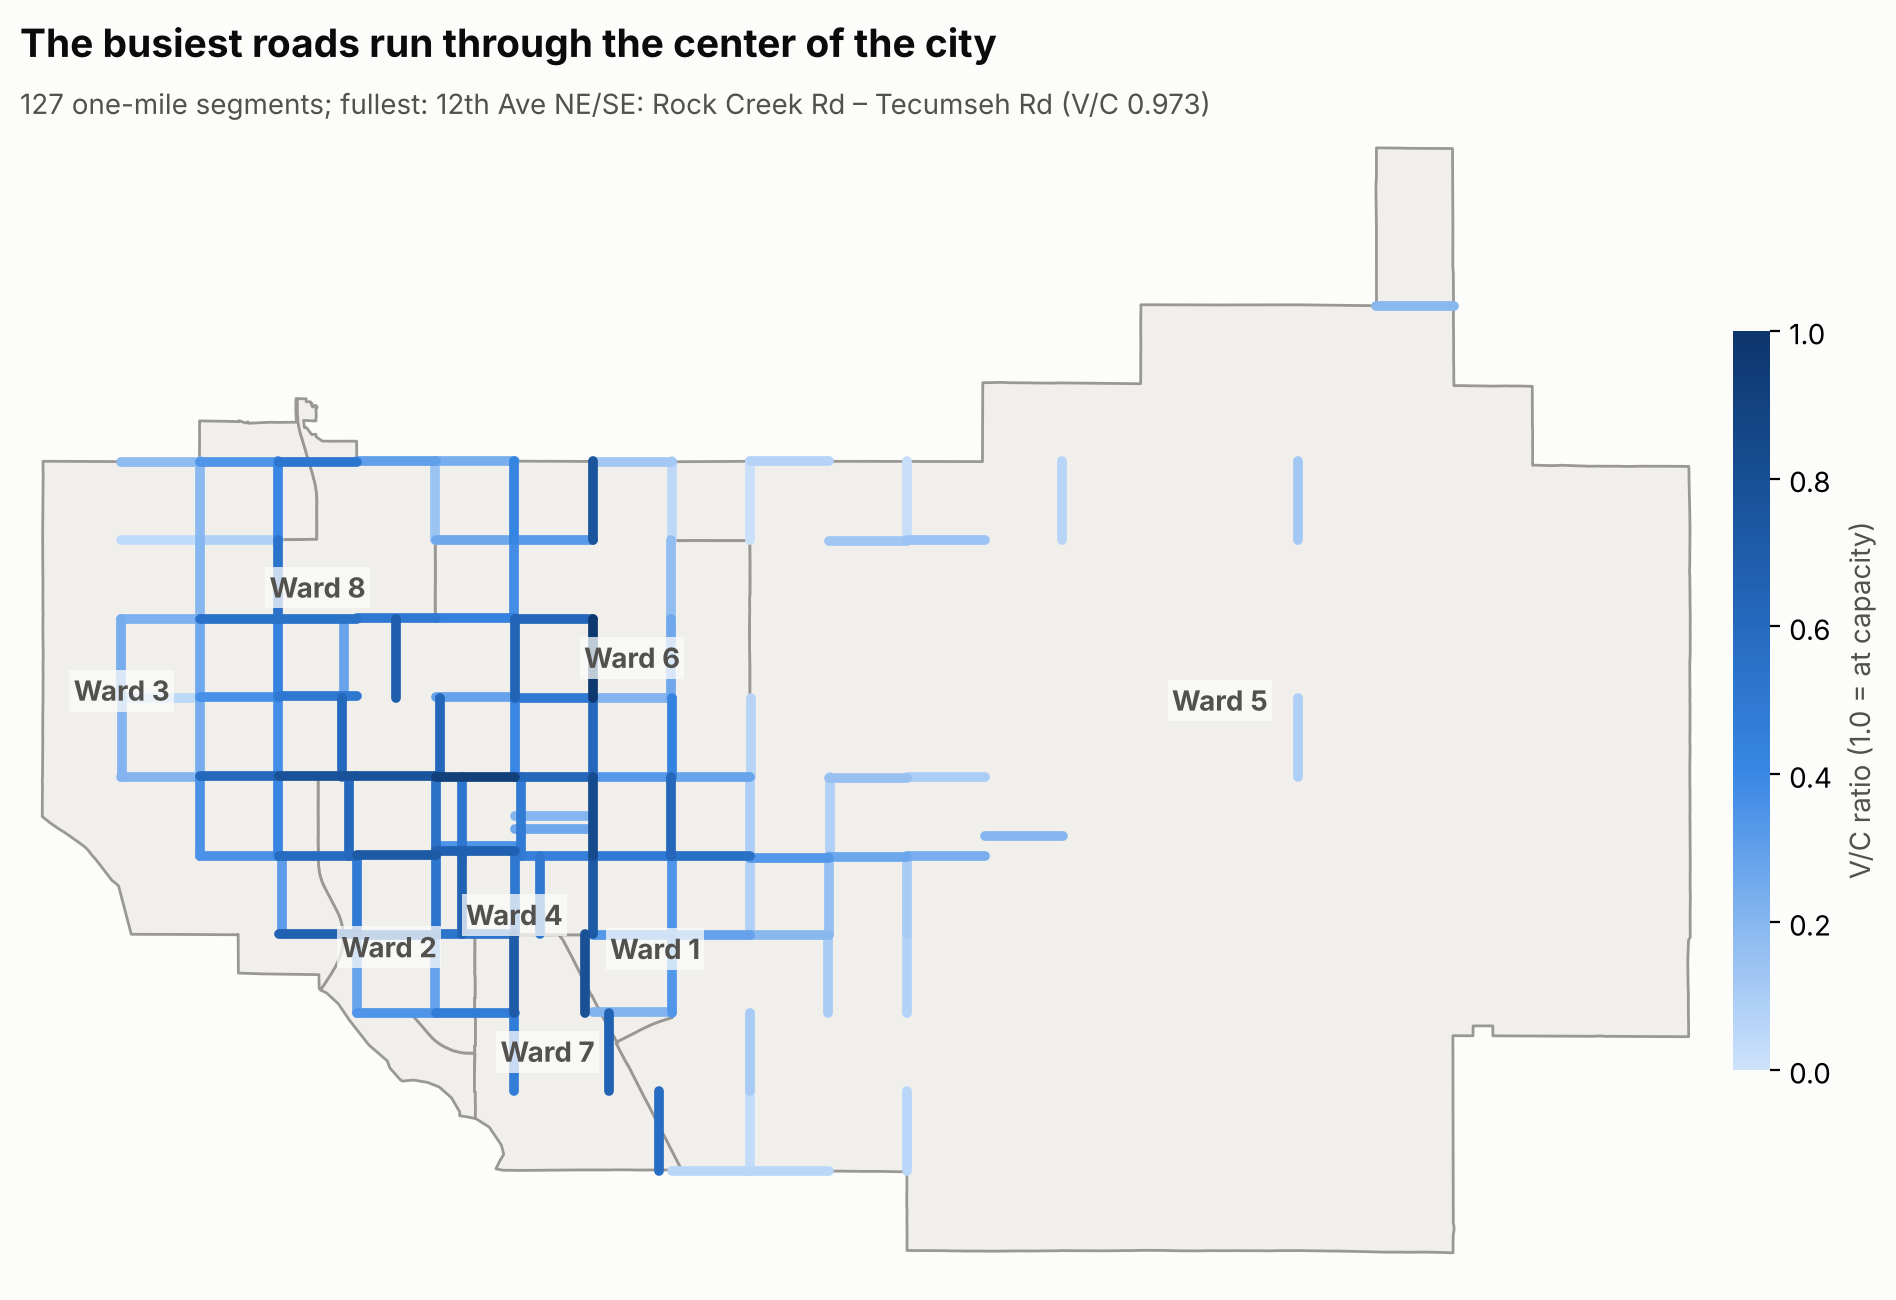 The busiest roads run through the center of the city
127 one-mile segments; fullest: 12th Ave NE/SE: Rock Creek Rd – Tecumseh Rd (V/C 0.973)
1.0
0.8
0.6
0.4
0.2
0.0
V/C ratio (1.0 = at capacity)
Ward 8
Ward 6
Ward 3
Ward 5
Ward 4
Ward 2
Ward 1
Ward 7